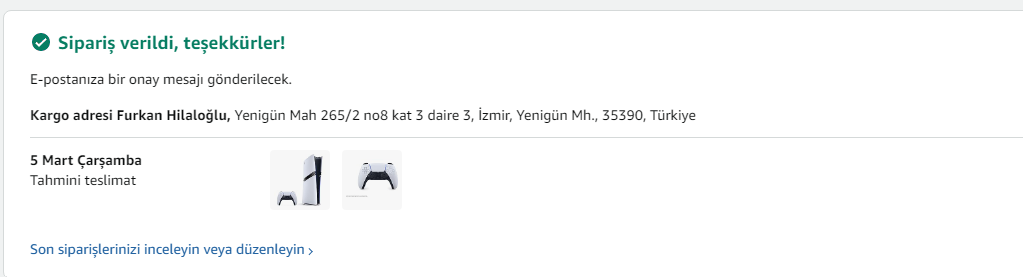 Sipariş verildi, teşekkürler!
E-postanıza bir onay mesajı gönderilecek.
Kargo adresi Furkan Hilaloğlu, Yenigün Mah 265/2 no8 kat 3 daire 3, İzmir, Yenigün Mh., 35390, Türkiye
5 Mart Çarşamba
Tahmini teslimat
Son siparişlerinizi inceleyin veya düzenleyin ›